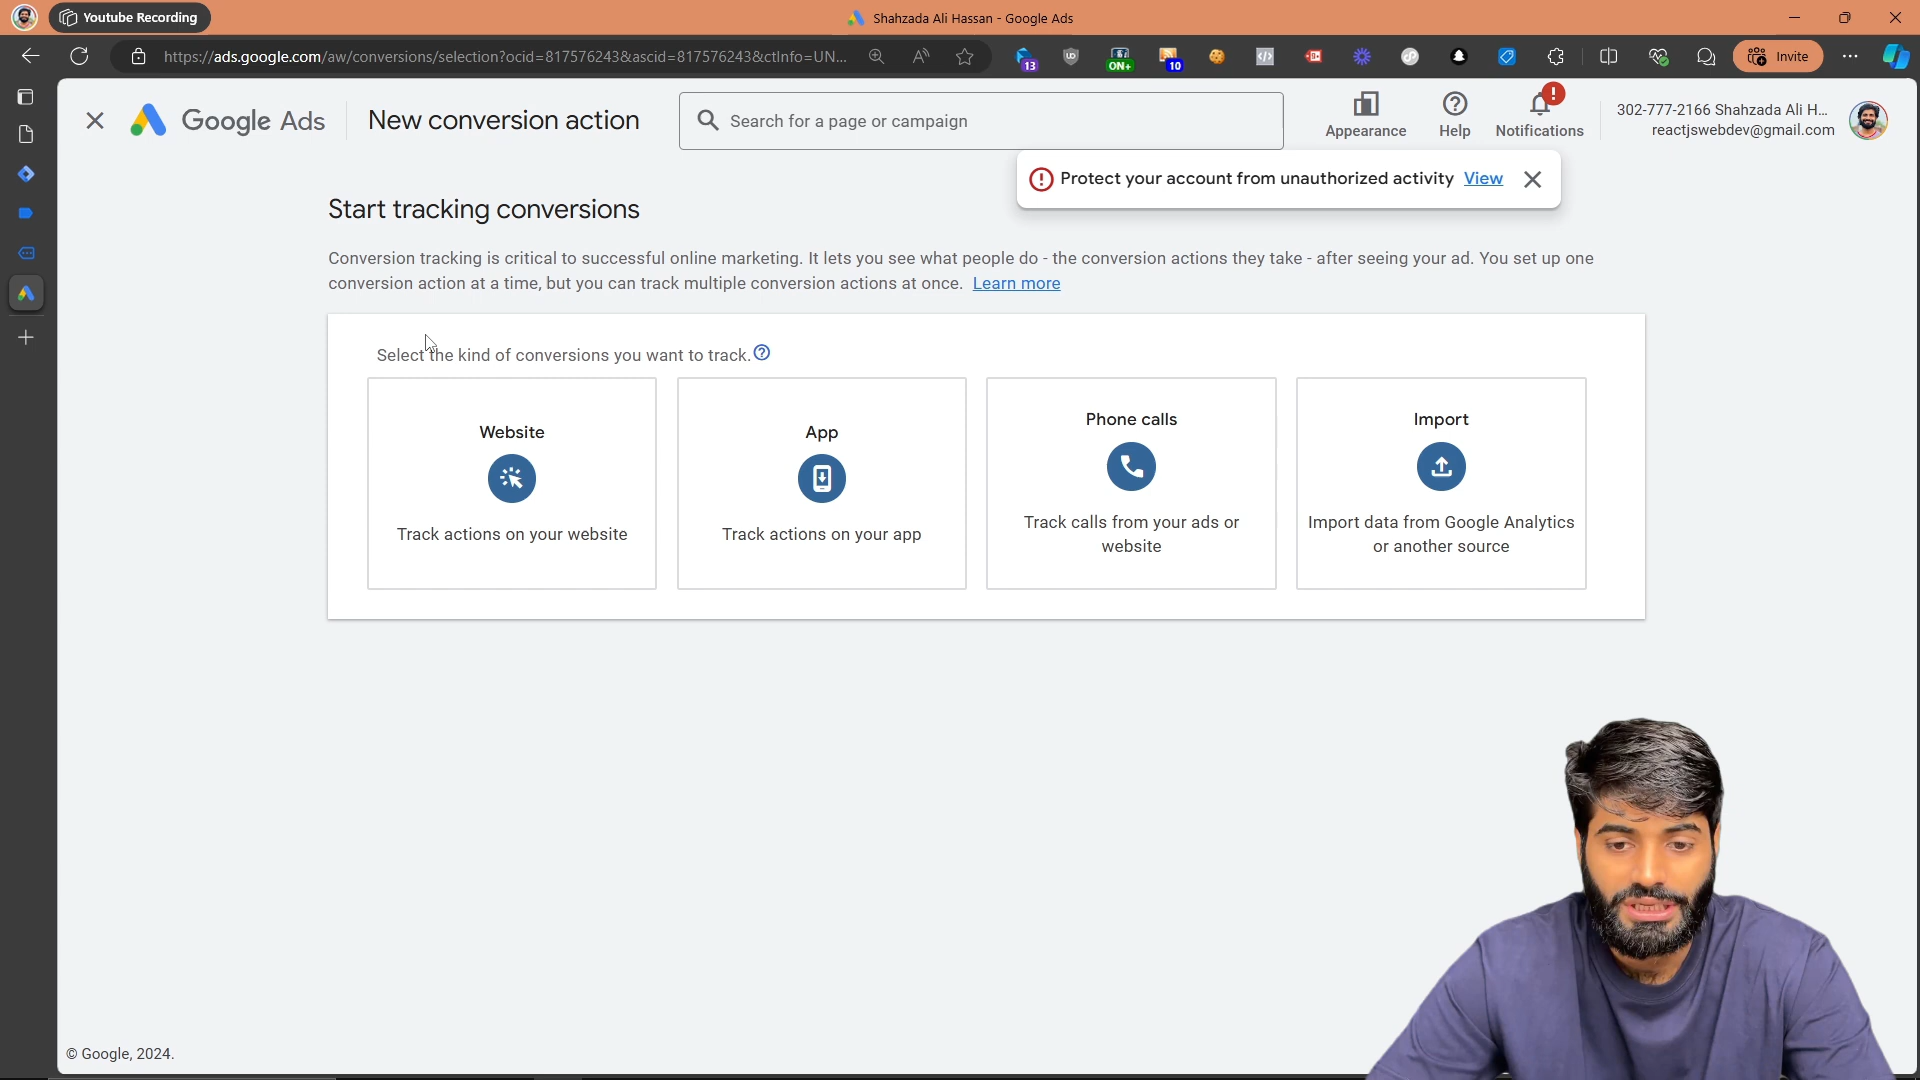 Youtube Recording
Shahzada Ali Hassan - Google Ads
https://ads.google.com/aw/conversions/selection?ocid=817576243&ascid=817576243&ctInfo=UN...
13
ON+
10
Invite
Google Ads
New conversion action
Search for a page or campaign
Appearance
Help
Notifications
302-777-2166 Shahzada Ali H...
reactjswebdev@gmail.com
Protect your account from unauthorized activity View
Start tracking conversions
Conversion tracking is critical to successful online marketing. It lets you see what people do - the conversion actions they take - after seeing your ad. You set up one
conversion action at a time, but you can track multiple conversion actions at once. Learn more
Select the kind of conversions you want to track.
Website
Track actions on your website
App
Track actions on your app
Phone calls
Track calls from your ads or
website
Import
Import data from Google Analytics
or another source
© Google, 2024.